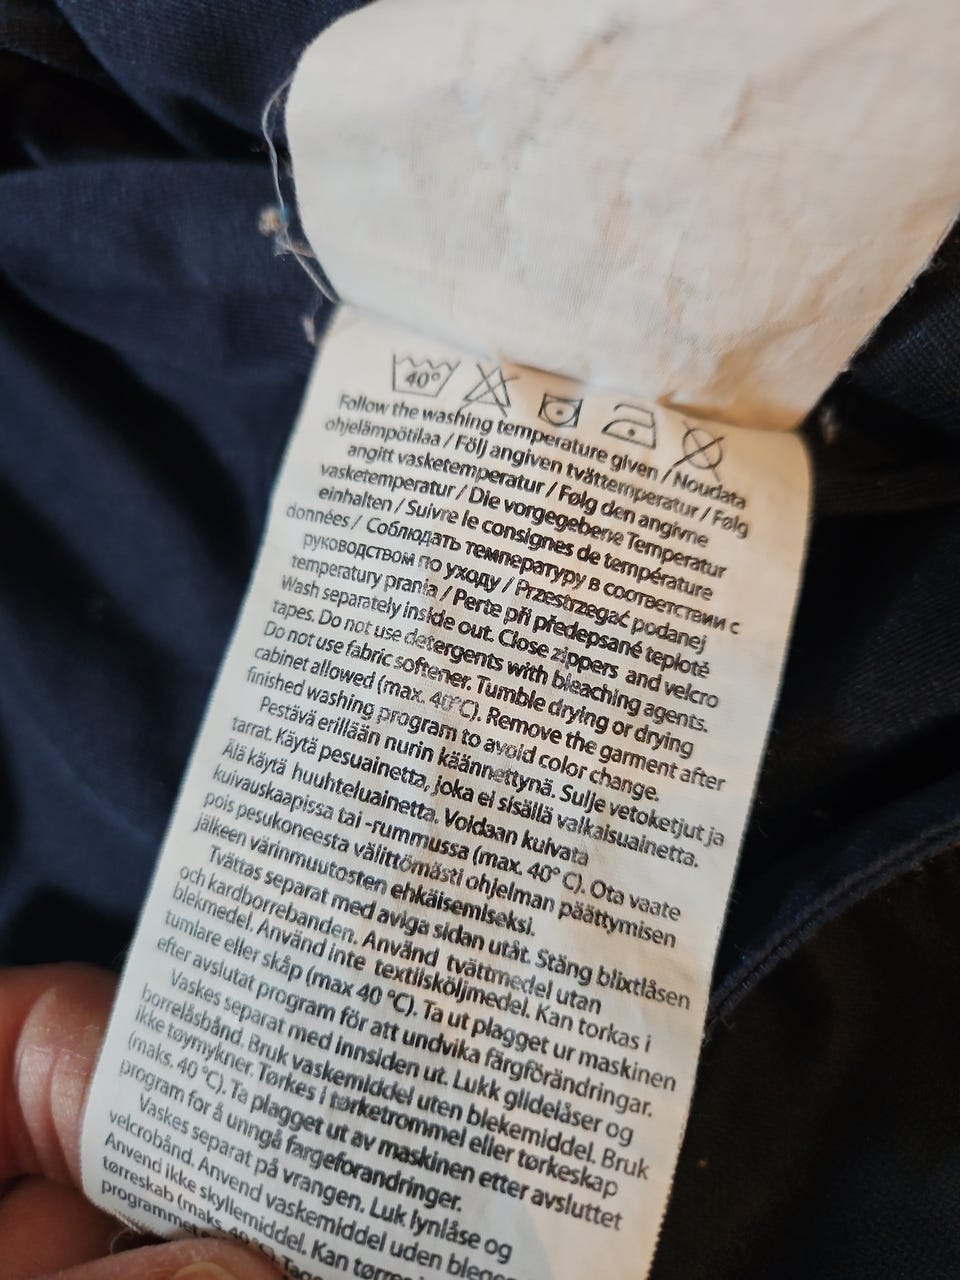 40°
Follow the washing temperature given / Noudata
ohjelämpötilaa / Följ angiven tvättemperatur / Følg
angitt vasketemperatur / Følg den angivne
vasketemperatur / Die vorgegebene Temperatur
einhalten / Suivre le consignes de température
données / Соблюдать температуру в соответствии с
руководством по уходу / Przestrzegać podanej
temperatury prania / Perte při předepsané teplotě
Wash separately inside out. Close zippers and velcro
tapes. Do not use detergents with bleaching agents.
Do not use fabric softener. Tumble drying or drying
cabinet allowed (max. 40°C). Remove the garment after
finished washing program to avoid color change.
Pestävä erillään nurin käännettynä. Sulje vetoketjut ja
tarrat. Käytä pesuainetta, joka ei sisällä valkaisuainetta.
Älä käytä huuhteluainetta. Voidaan kuivata
kuivauskaapissa tai -rummussa (max. 40° C). Ota vaate
pois pesukoneesta välittömästi ohjelman päättymisen
jälkeen värinmuutosten ehkäisemiseksi.
Tvättas separat med aviga sidan utåt. Stäng blixtlåsen
och kardborrebanden. Använd tvättmedel utan
blekmedel. Använd inte textilsköljmedel. Kan torkas i
tumlare eller skåp (max 40 °C). Ta ut plagget ur maskinen
efter avslutat program för att undvika färgförändringar.
Vaskes separat med innsiden ut. Lukk glidelåser og
borrelåsbånd. Bruk vaskemiddel uten blekemiddel. Bruk
ikke tøymykner. Tørkes i tørketrommel eller tørkeskap
(maks. 40 °C). Ta plagget ut av maskinen etter avsluttet
program for å unngå fargeforandringer.
Vaskes separat på vrangen. Luk lynlåse og
velcrobånd. Anvend vaskemiddel uden
Anvend ikke skyllemiddel. Kan
tørreskab (maks. 40 °C)